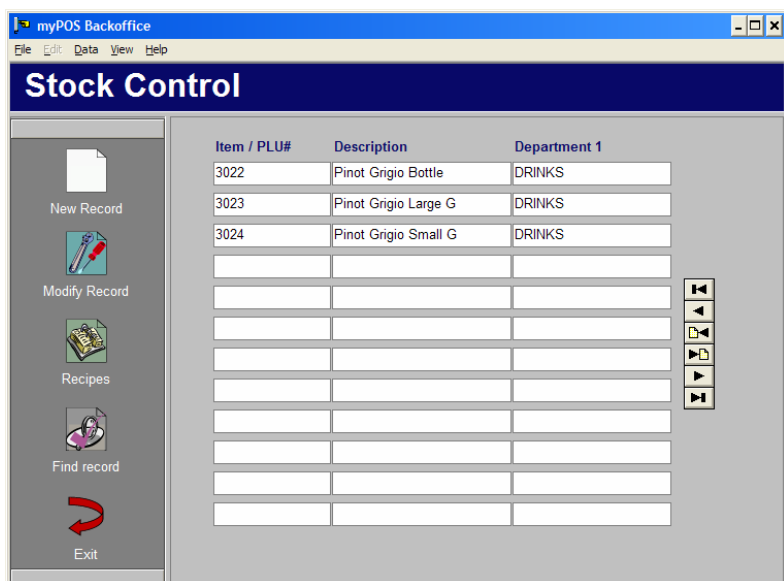 myPOS Backoffice
File Edit Data View Help
Stock Control
Item / PLU# Description Department 1
3022 Pinot Grigio Bottle DRINKS
3023 Pinot Grigio Large G DRINKS
3024 Pinot Grigio Small G DRINKS
New Record
Modify Record
Recipes
Find record
Exit